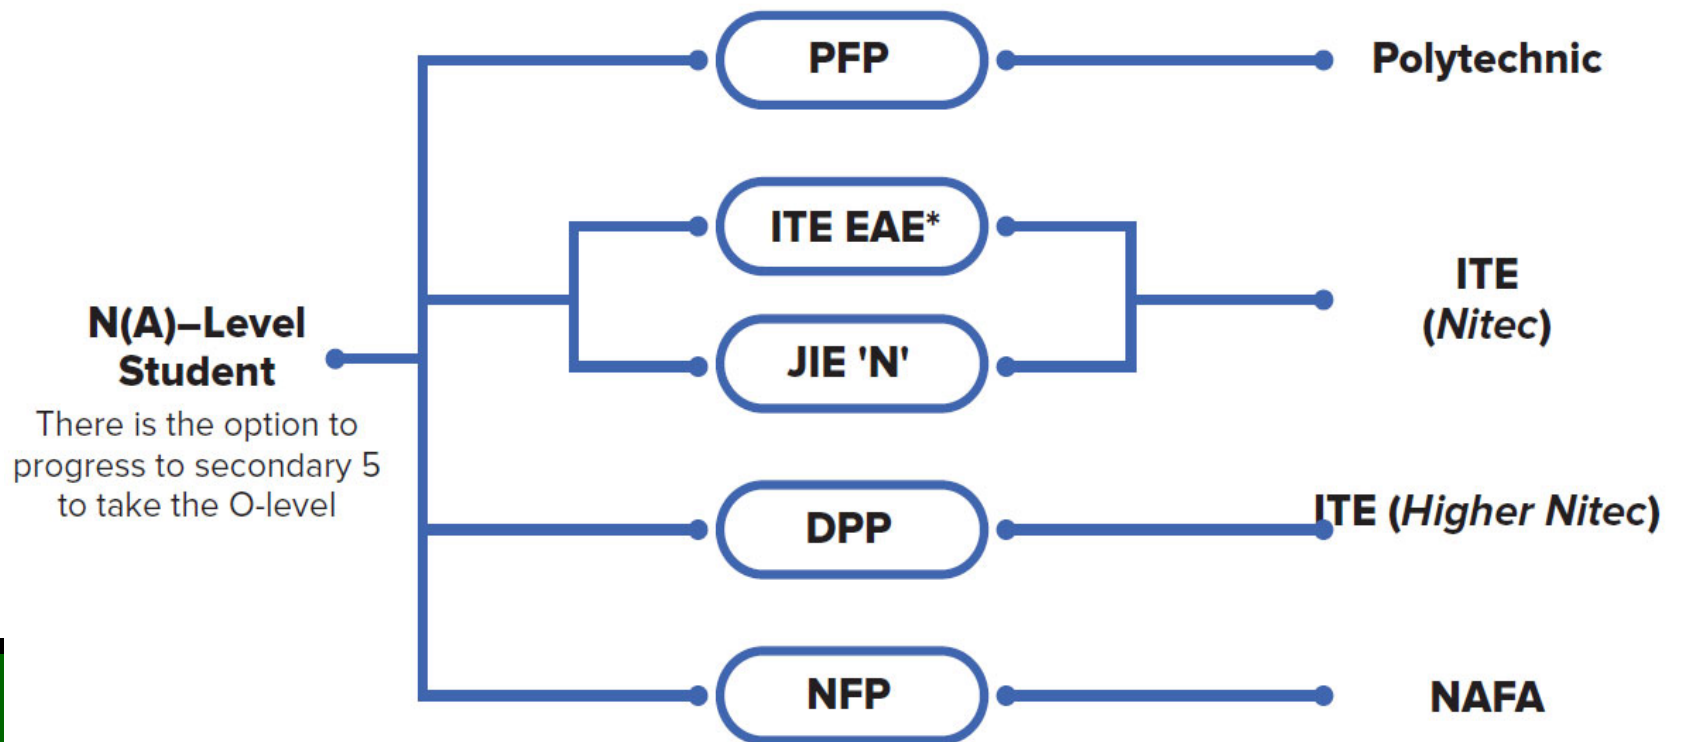 PFP
Polytechnic
ITE EAE*
JIE 'N'
ITE
(Nitec)
N(A)–Level
Student
There is the option to
progress to secondary 5
to take the O-level
DPP
ITE (Higher Nitec)
NFP
NAFA